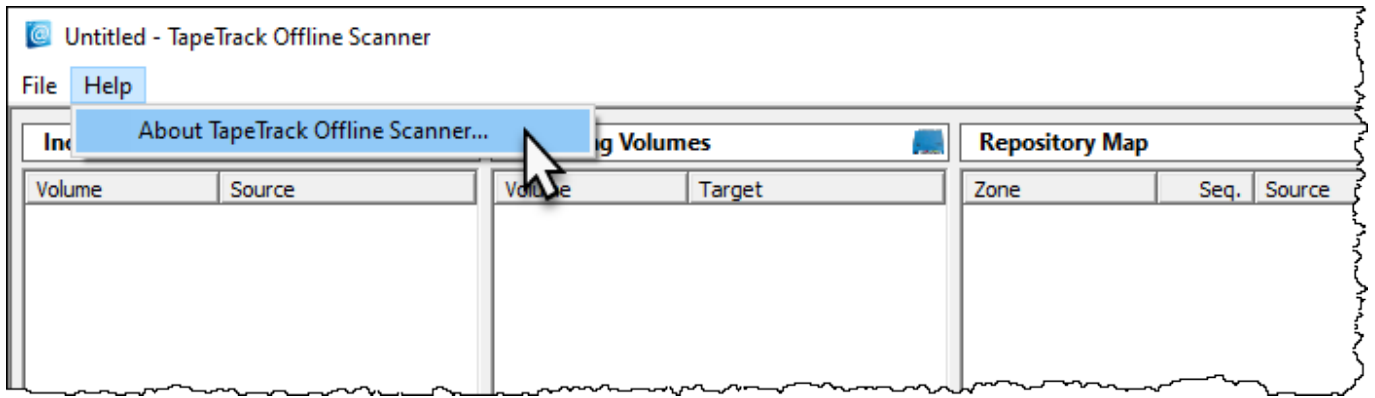 Untitled - TapeTrack Offline Scanner
File Help
About TapeTrack Offline Scanner...
Volumes
Repository Map
Volume Source Target Zone Seq. Source